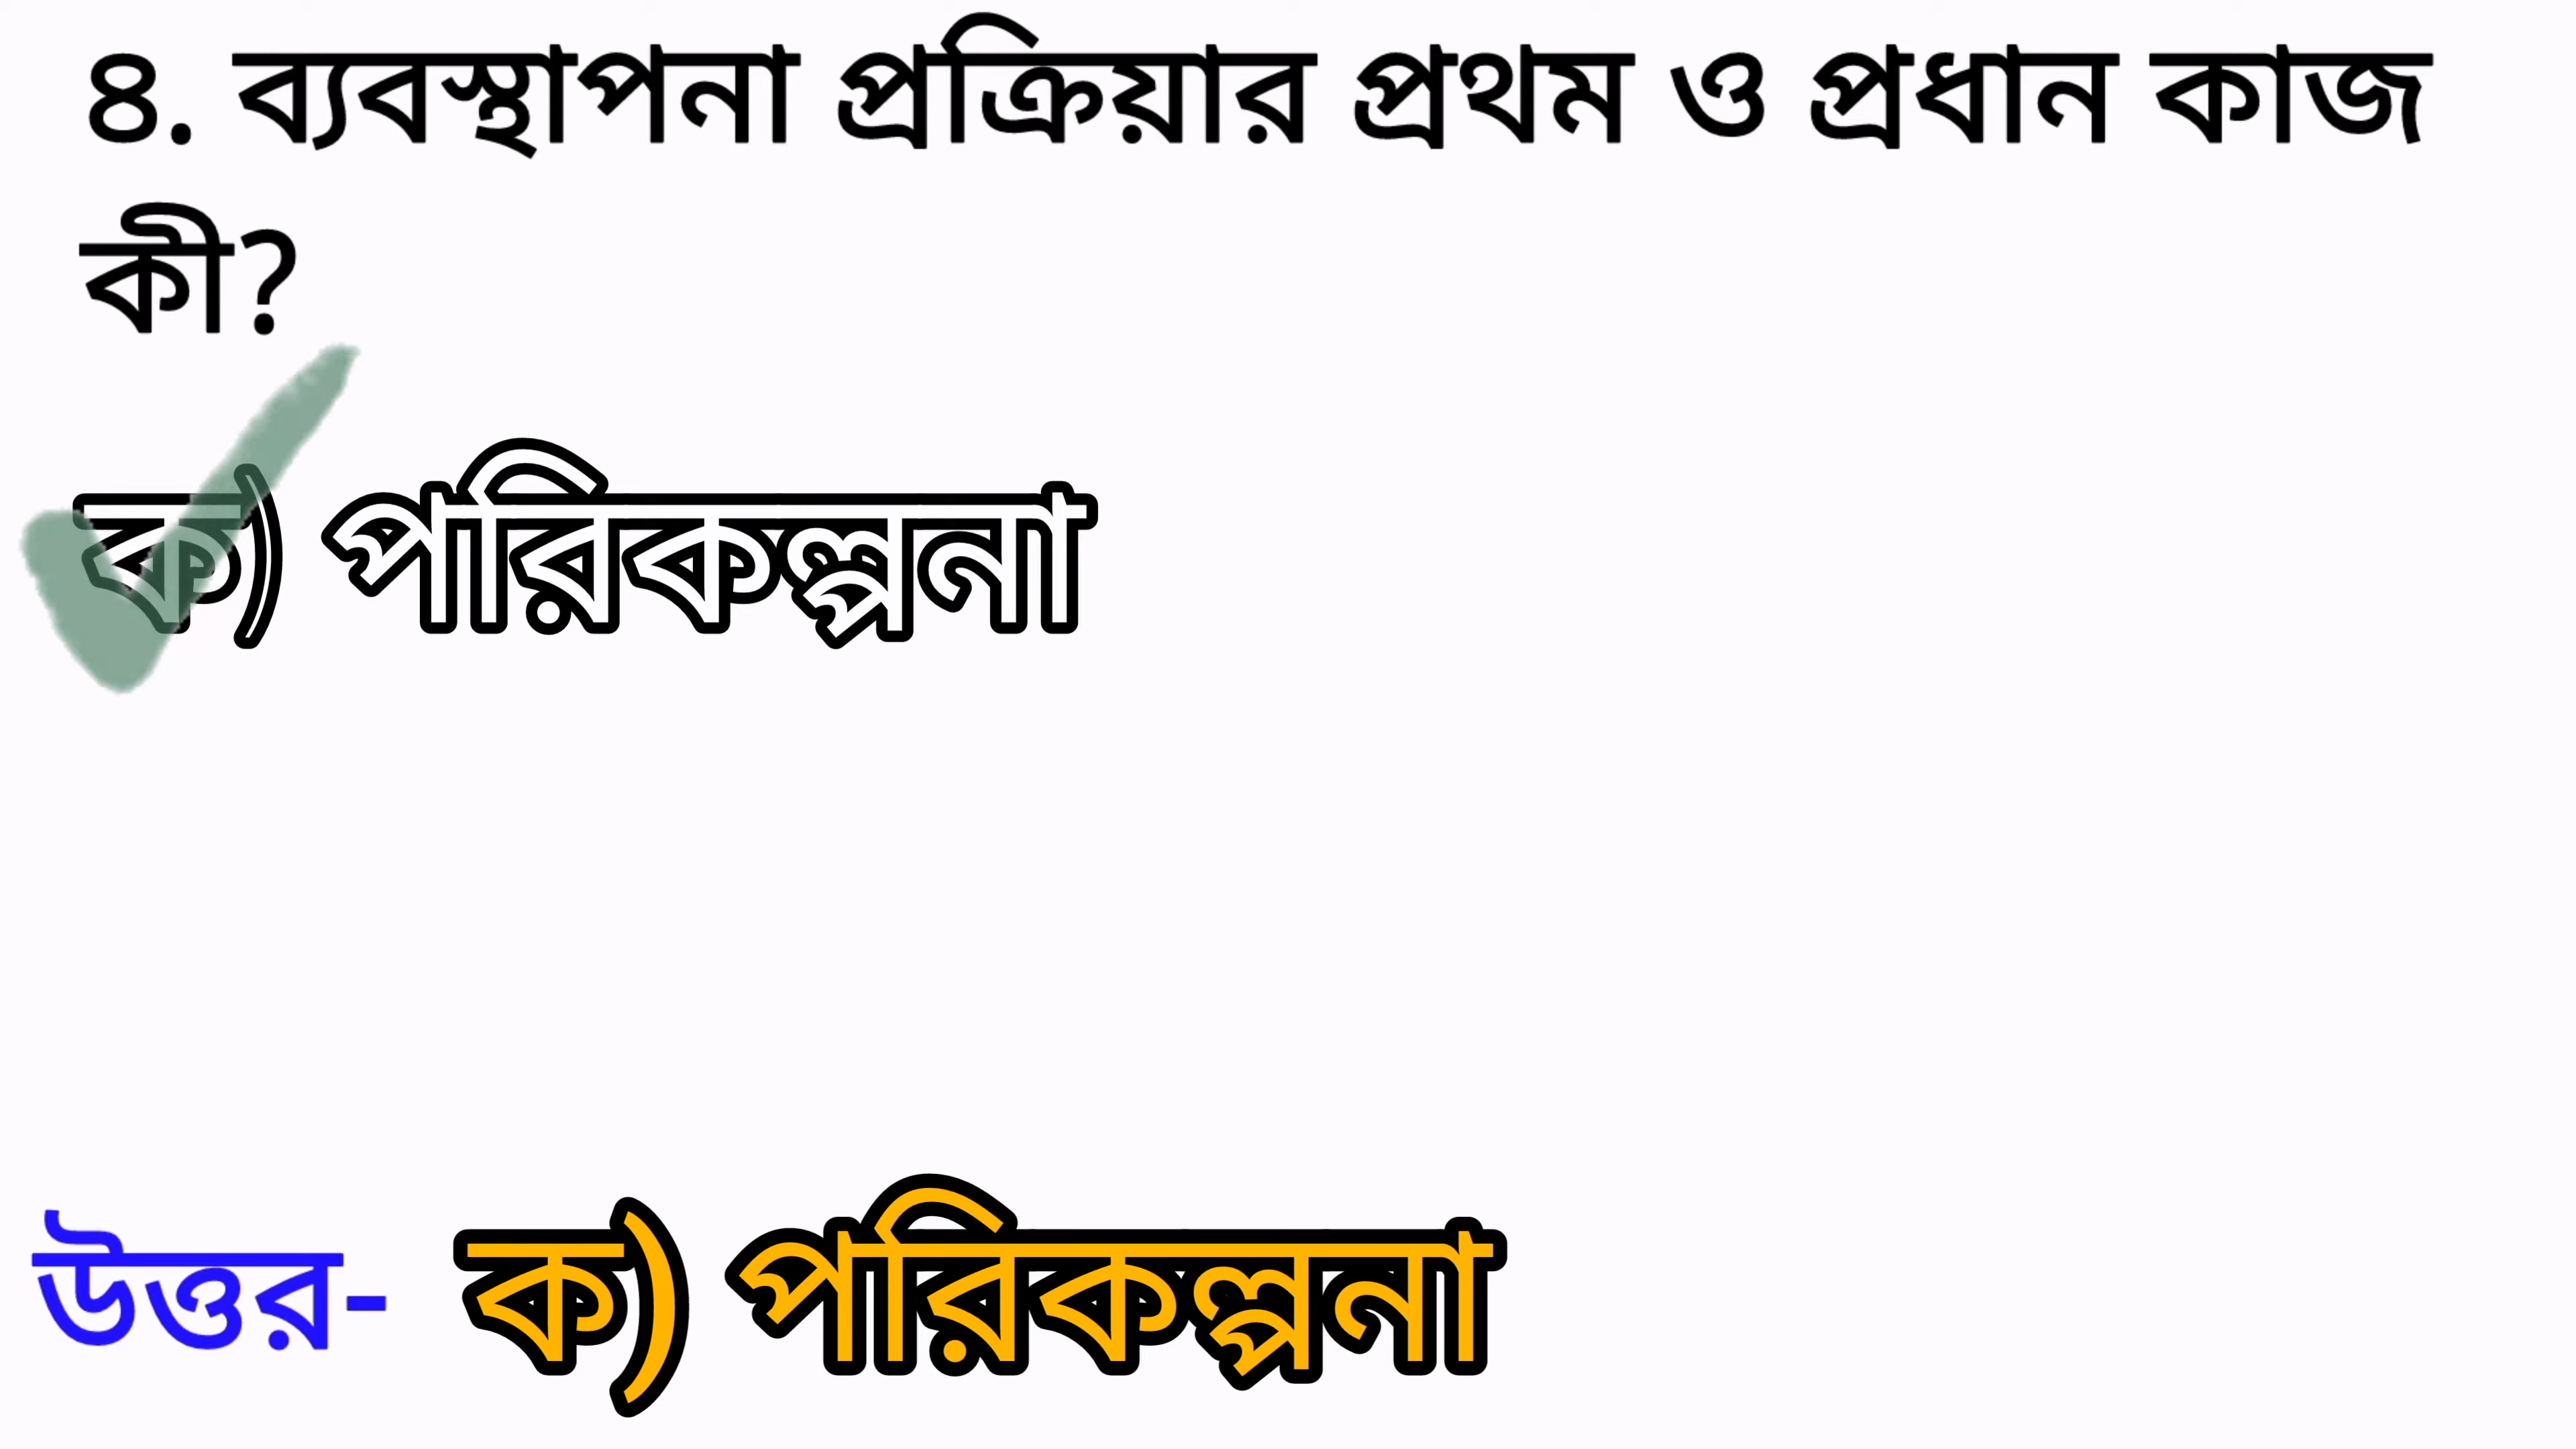 ৪. ব্যবস্থাপনা প্রক্রিয়ার প্রথম ও প্রধান কাজ
কী?
ক) পরিকল্পনা
উত্তর- ক) পরিকল্পনা